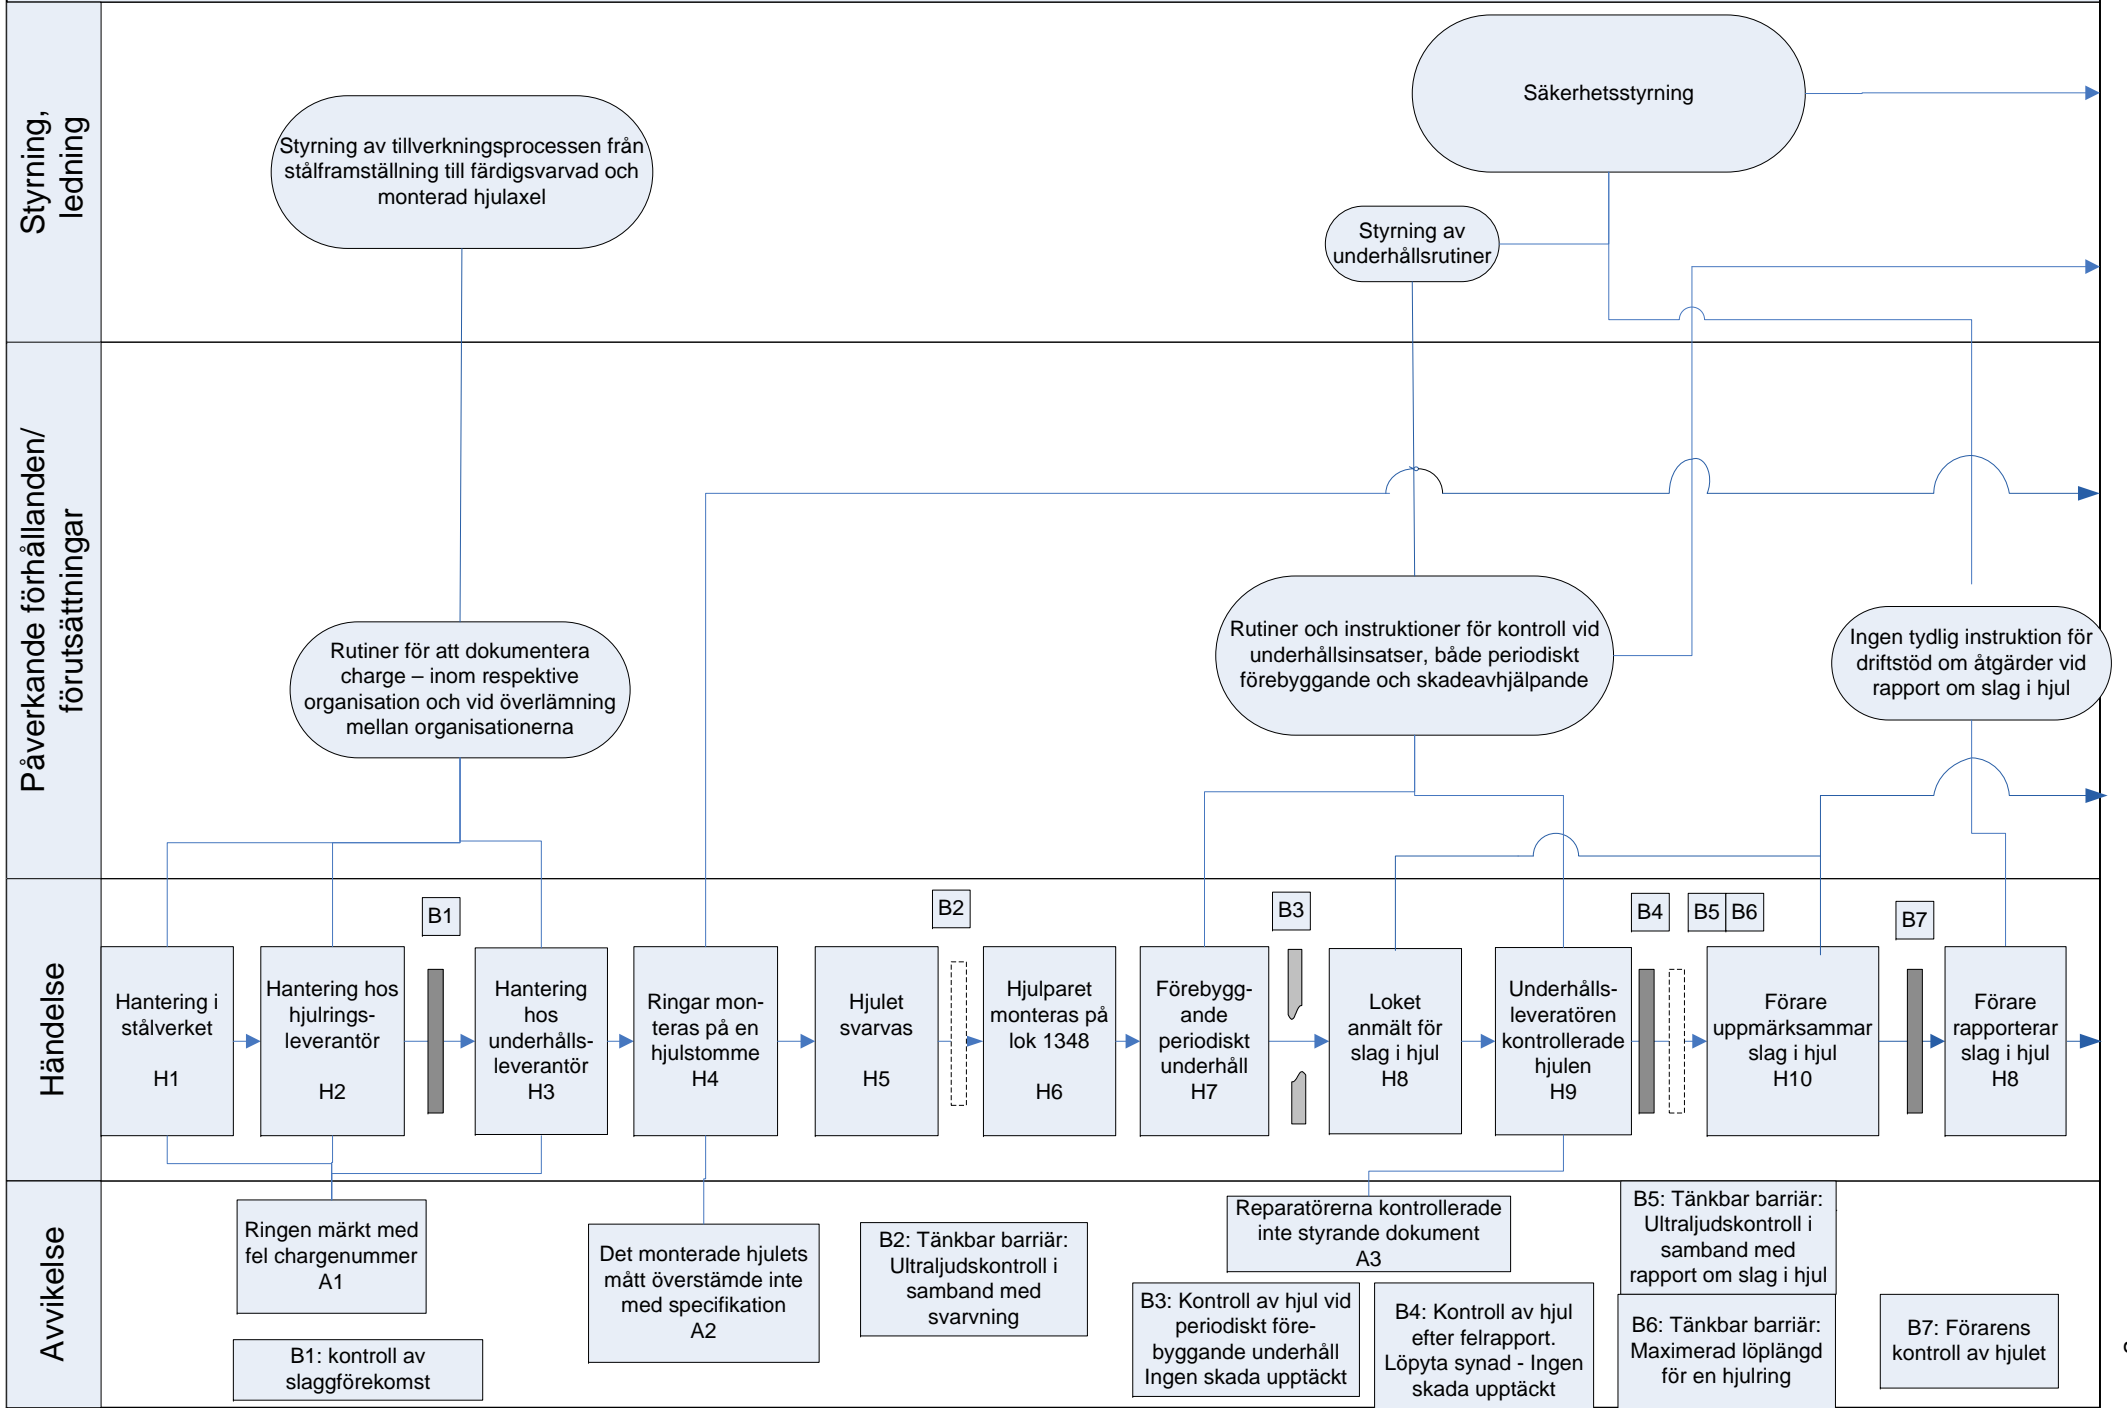 Styrning,
ledning
Säkerhetsstyrning
Styrning av tillverkningsprocessen från
stålframställning till färdigsvarvad och
monterad hjulaxel
Styrning av
underhållsrutiner
Påverkande förhållanden/
förutsättningar
Rutiner för att dokumentera
charge – inom respektive
organisation och vid överlämning
mellan organisationerna
Rutiner och instruktioner för kontroll vid
underhållsinsatser, både periodiskt
förebyggande och skadeavhjälpande
Ingen tydlig instruktion för
driftstöd om åtgärder vid
rapport om slag i hjul
Händelse
B1
B2
B3
B4
B5
B6
B7
Hantering i
stålverket
H1
Hantering hos
hjulrings-
leverantör
H2
Hantering
hos
underhålls-
leverantör
H3
Ringar mon-
teras på en
hjulstomme
H4
Hjulet
svarvas
H5
Hjulparet
monteras på
lok 1348
H6
Förebygg-
ande
periodiskt
underhåll
H7
Loket
anmält för
slag i hjul
H8
Underhålls-
leveratören
kontrollerade
hjulen
H9
Förare
uppmärksammar
slag i hjul
H10
Förare
rapporterar
slag i hjul
H8
Avvikelse
Ringen märkt med
fel chargenummer
A1
B1: kontroll av
slaggförekomst
Det monterade hjulets
mått överstämde inte
med specifikation
A2
B2: Tänkbar barriär:
Ultraljudskontroll i
samband med
svarvning
Reparatörerna kontrollerade
inte styrande dokument
A3
B3: Kontroll av hjul vid
periodiskt före-
byggande underhåll
Ingen skada upptäckt
B4: Kontroll av hjul
efter felrapport.
Löpyta synad - Ingen
skada upptäckt
B5: Tänkbar barriär:
Ultraljudskontroll i
samband med
rapport om slag i hjul
B6: Tänkbar barriär:
Maximerad löplängd
för en hjulring
B7: Förarens
kontroll av hjulet